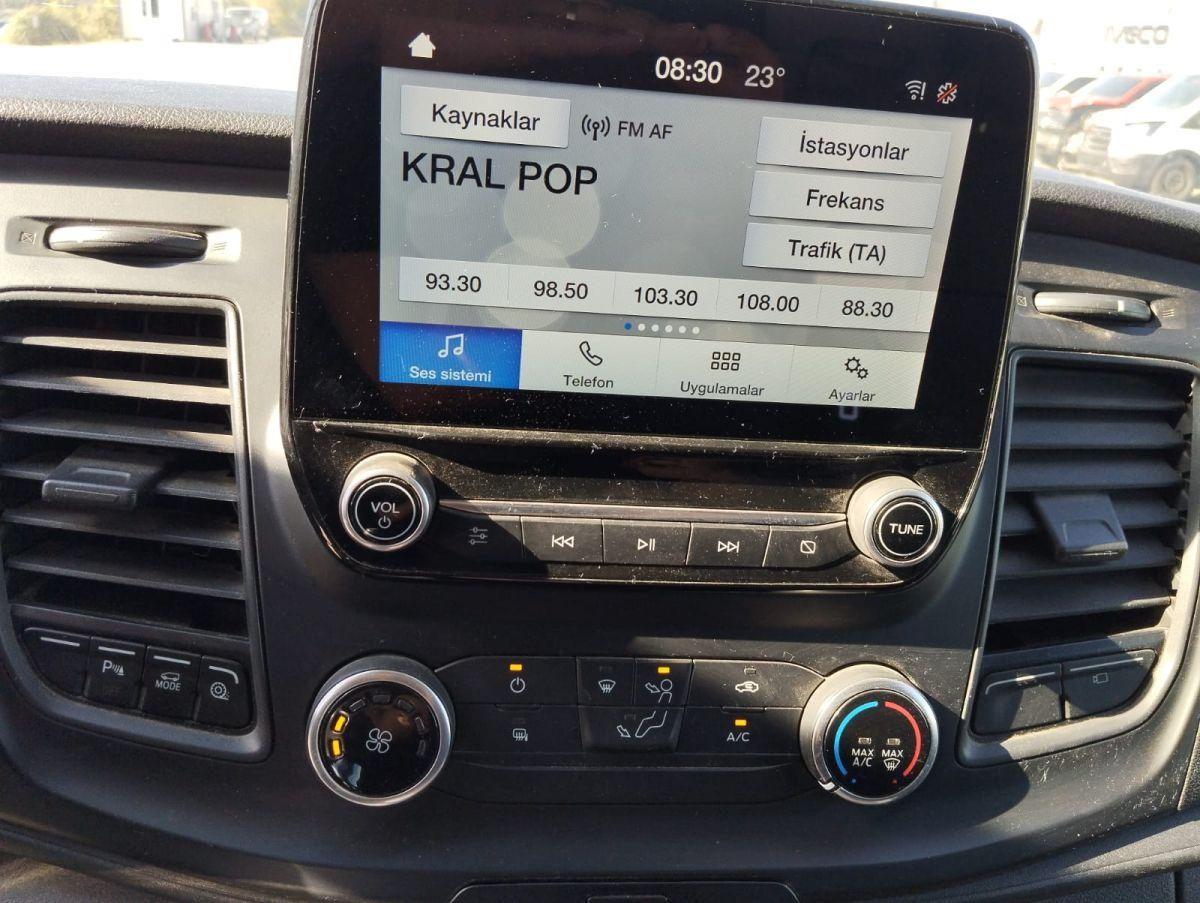 IVECO
08:30 23°
Kaynaklar
FM AF
KRAL POP
İstasyonlar
Frekans
Trafik (TA)
93.30 98.50 103.30 108.00 88.30
Ses sistemi
Telefon
Uygulamalar
Ayarlar
VOL
TUNE
P
MODE
A/C
MAX A/C
MAX